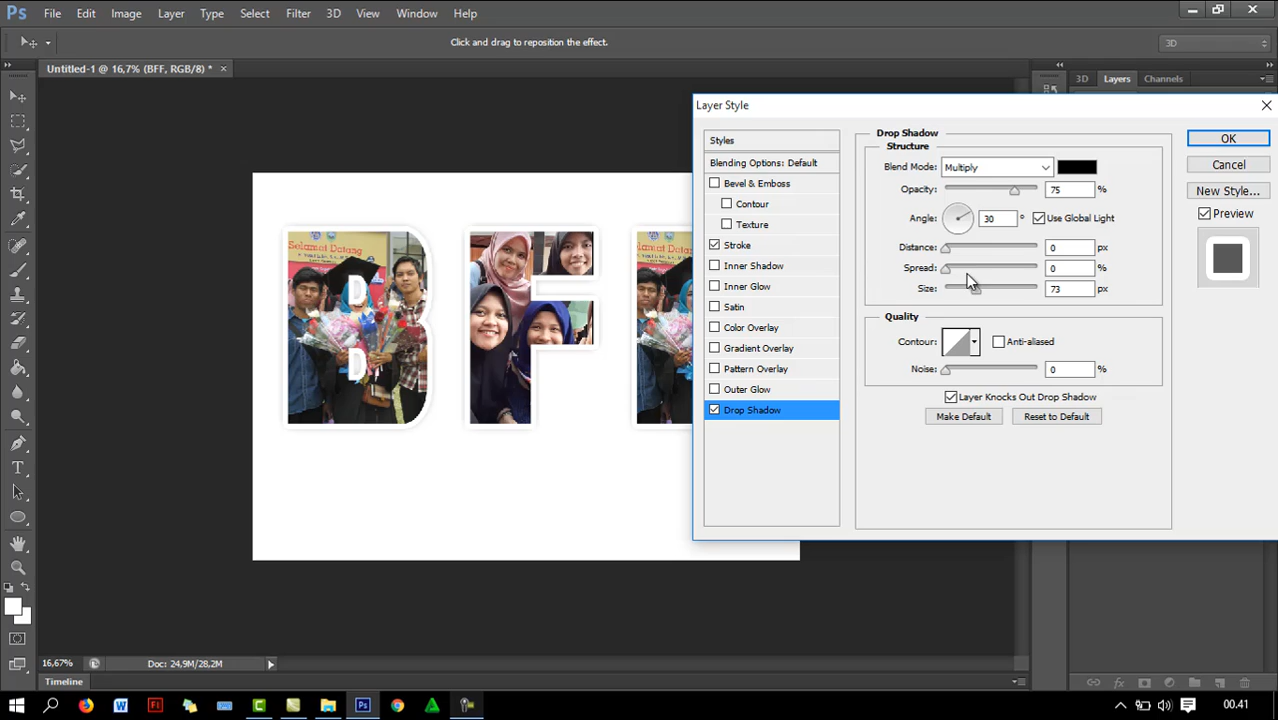 Ps File Edit Image Layer Type Select Filter 3D View Window Help
Click and drag to reposition the effect.
3D
Untitled-1 @ 16,7% (BFF, RGB/8) *
3D Layers Channels
Layer Style
Styles
Blending Options: Default
Bevel & Emboss
Contour
Texture
Stroke
Inner Shadow
Inner Glow
Satin
Color Overlay
Gradient Overlay
Pattern Overlay
Outer Glow
Drop Shadow
Drop Shadow
Structure
Blend Mode: Multiply
Opacity: 75 %
Angle: 30 ° Use Global Light
Distance: 0 px
Spread: 0 %
Size: 73 px
Quality
Contour: Anti-aliased
Noise: 0 %
Layer Knocks Out Drop Shadow
Make Default Reset to Default
OK
Cancel
New Style...
Preview
Selamat Datang
Selamat
16,67% Doc: 24,9M/28,2M
Timeline
00.41